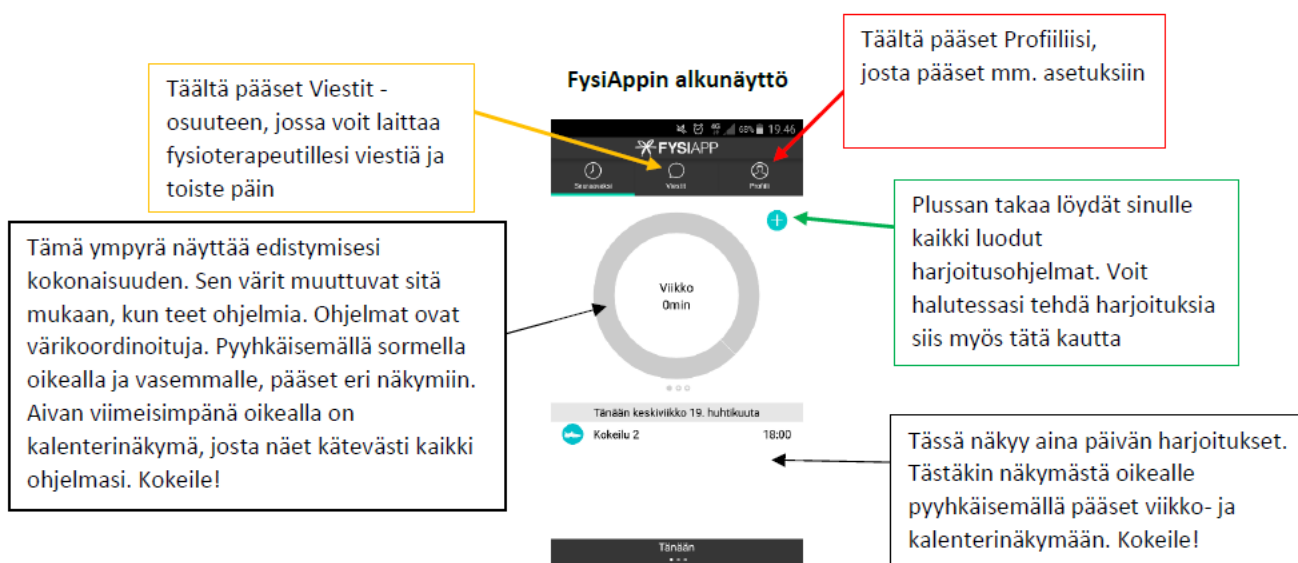 Täältä pääset Profiiliisi,
josta pääset mm. asetuksiin
FysiAppin alkunäyttö
Täältä pääset Viestit -
osuuteen, jossa voit laittaa
fysioterapeutillesi viestiä ja
toiste päin
4G 68% 19.46
FYSIAPP
Seuraavaksi Viestit Profiili
Plussan takaa löydät sinulle
kaikki luodut
harjoitusohjelmat. Voit
halutessasi tehdä harjoituksia
siis myös tätä kautta
Tämä ympyrä näyttää edistymisesi
kokonaisuuden. Sen värit muuttuvat sitä
mukaan, kun teet ohjelmia. Ohjelmat ovat
värikoordinoituja. Pyyhkäisemällä sormella
oikealla ja vasemmalle, pääset eri näkymiin.
Aivan viimeisimpänä oikealla on
kalenterinäkymä, josta näet kätevästi kaikki
ohjelmasi. Kokeile!
Viikko
0min
Tänään keskiviikko 19. huhtikuuta
Kokeilu 2 18:00
Tässä näkyy aina päivän harjoitukset.
Tästäkin näkymästä oikealle
pyyhkäisemällä pääset viikko- ja
kalenterinäkymään. Kokeile!
Tänään